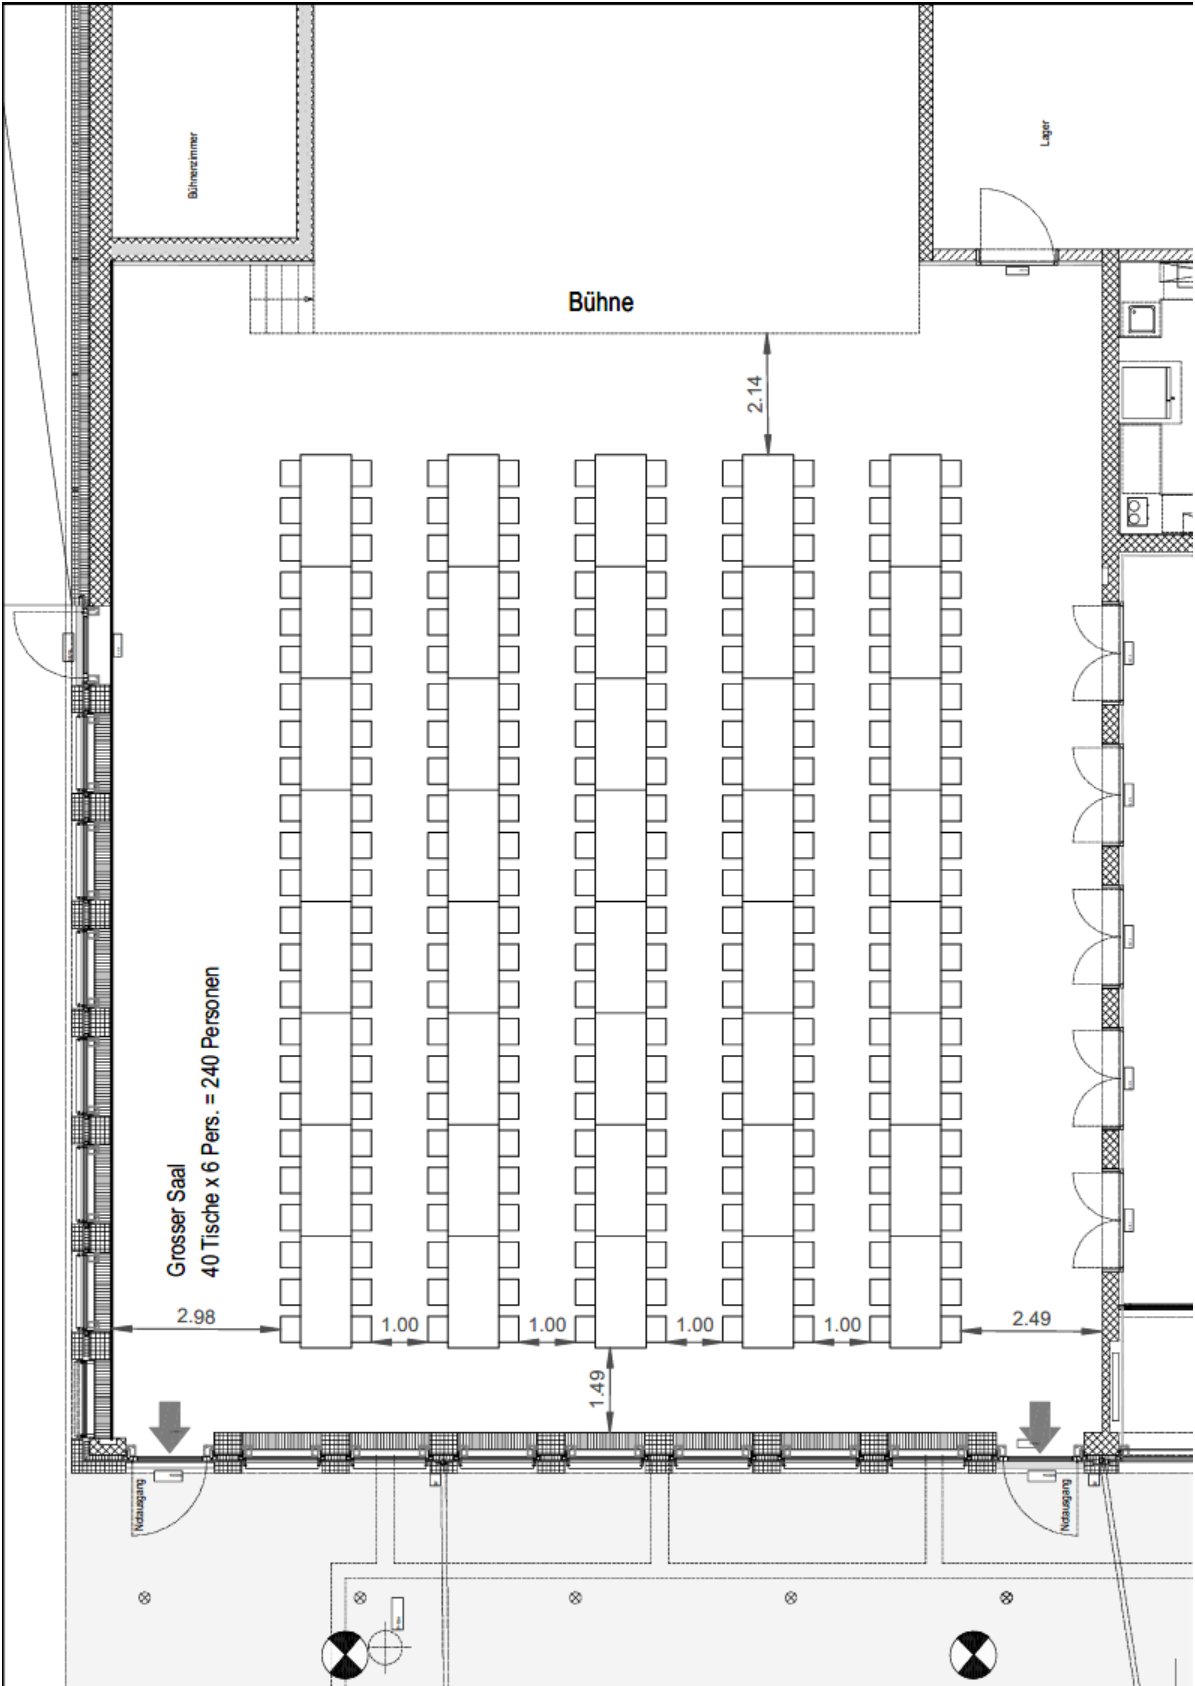 Bühnenzimmer
Lager
Bühne
2.14
Grosser Saal
40 Tische x 6 Pers. = 240 Personen
2.98
1.00
1.00
1.00
1.00
2.49
1.49
Notausgang
Notausgang